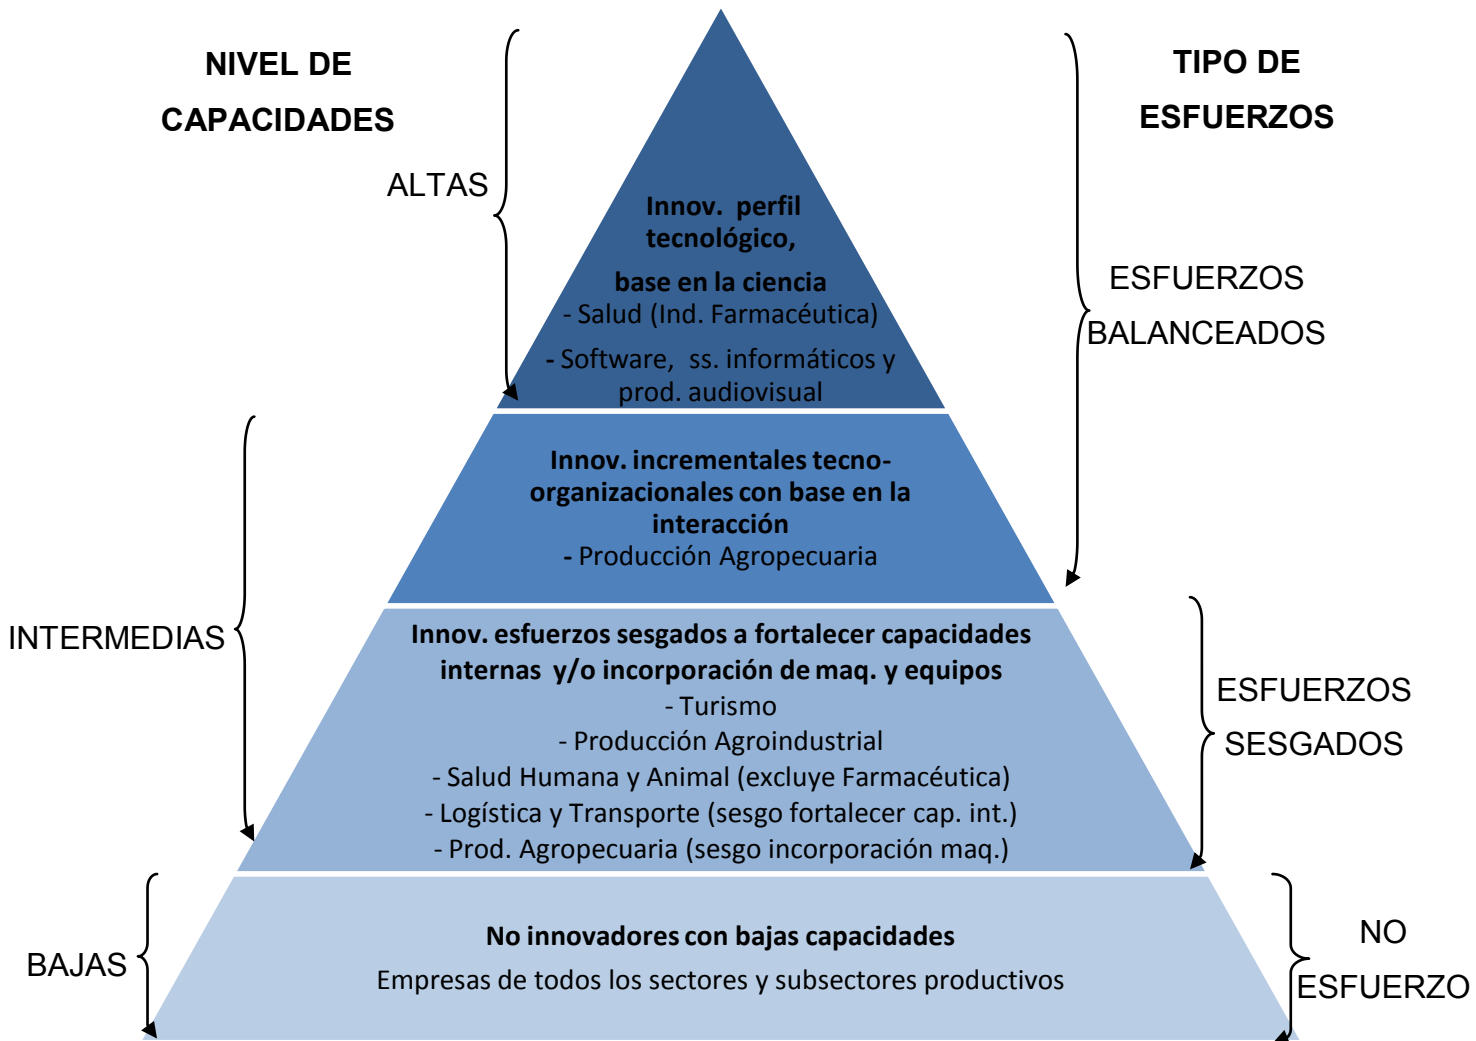 NIVEL DE
CAPACIDADES
TIPO DE
ESFUERZOS
ALTAS
Innov. perfil
tecnológico,
base en la ciencia
- Salud (Ind. Farmacéutica)
- Software, ss. informáticos y
prod. audiovisual
ESFUERZOS
BALANCEADOS
Innov. incrementales tecno-
organizacionales con base en la
interacción
- Producción Agropecuaria
INTERMEDIAS
Innov. esfuerzos sesgados a fortalecer capacidades
internas y/o incorporación de maq. y equipos
- Turismo
- Producción Agroindustrial
- Salud Humana y Animal (excluye Farmacéutica)
- Logística y Transporte (sesgo fortalecer cap. int.)
- Prod. Agropecuaria (sesgo incorporación maq.)
ESFUERZOS
SESGADOS
BAJAS
No innovadores con bajas capacidades
Empresas de todos los sectores y subsectores productivos
NO
ESFUERZO